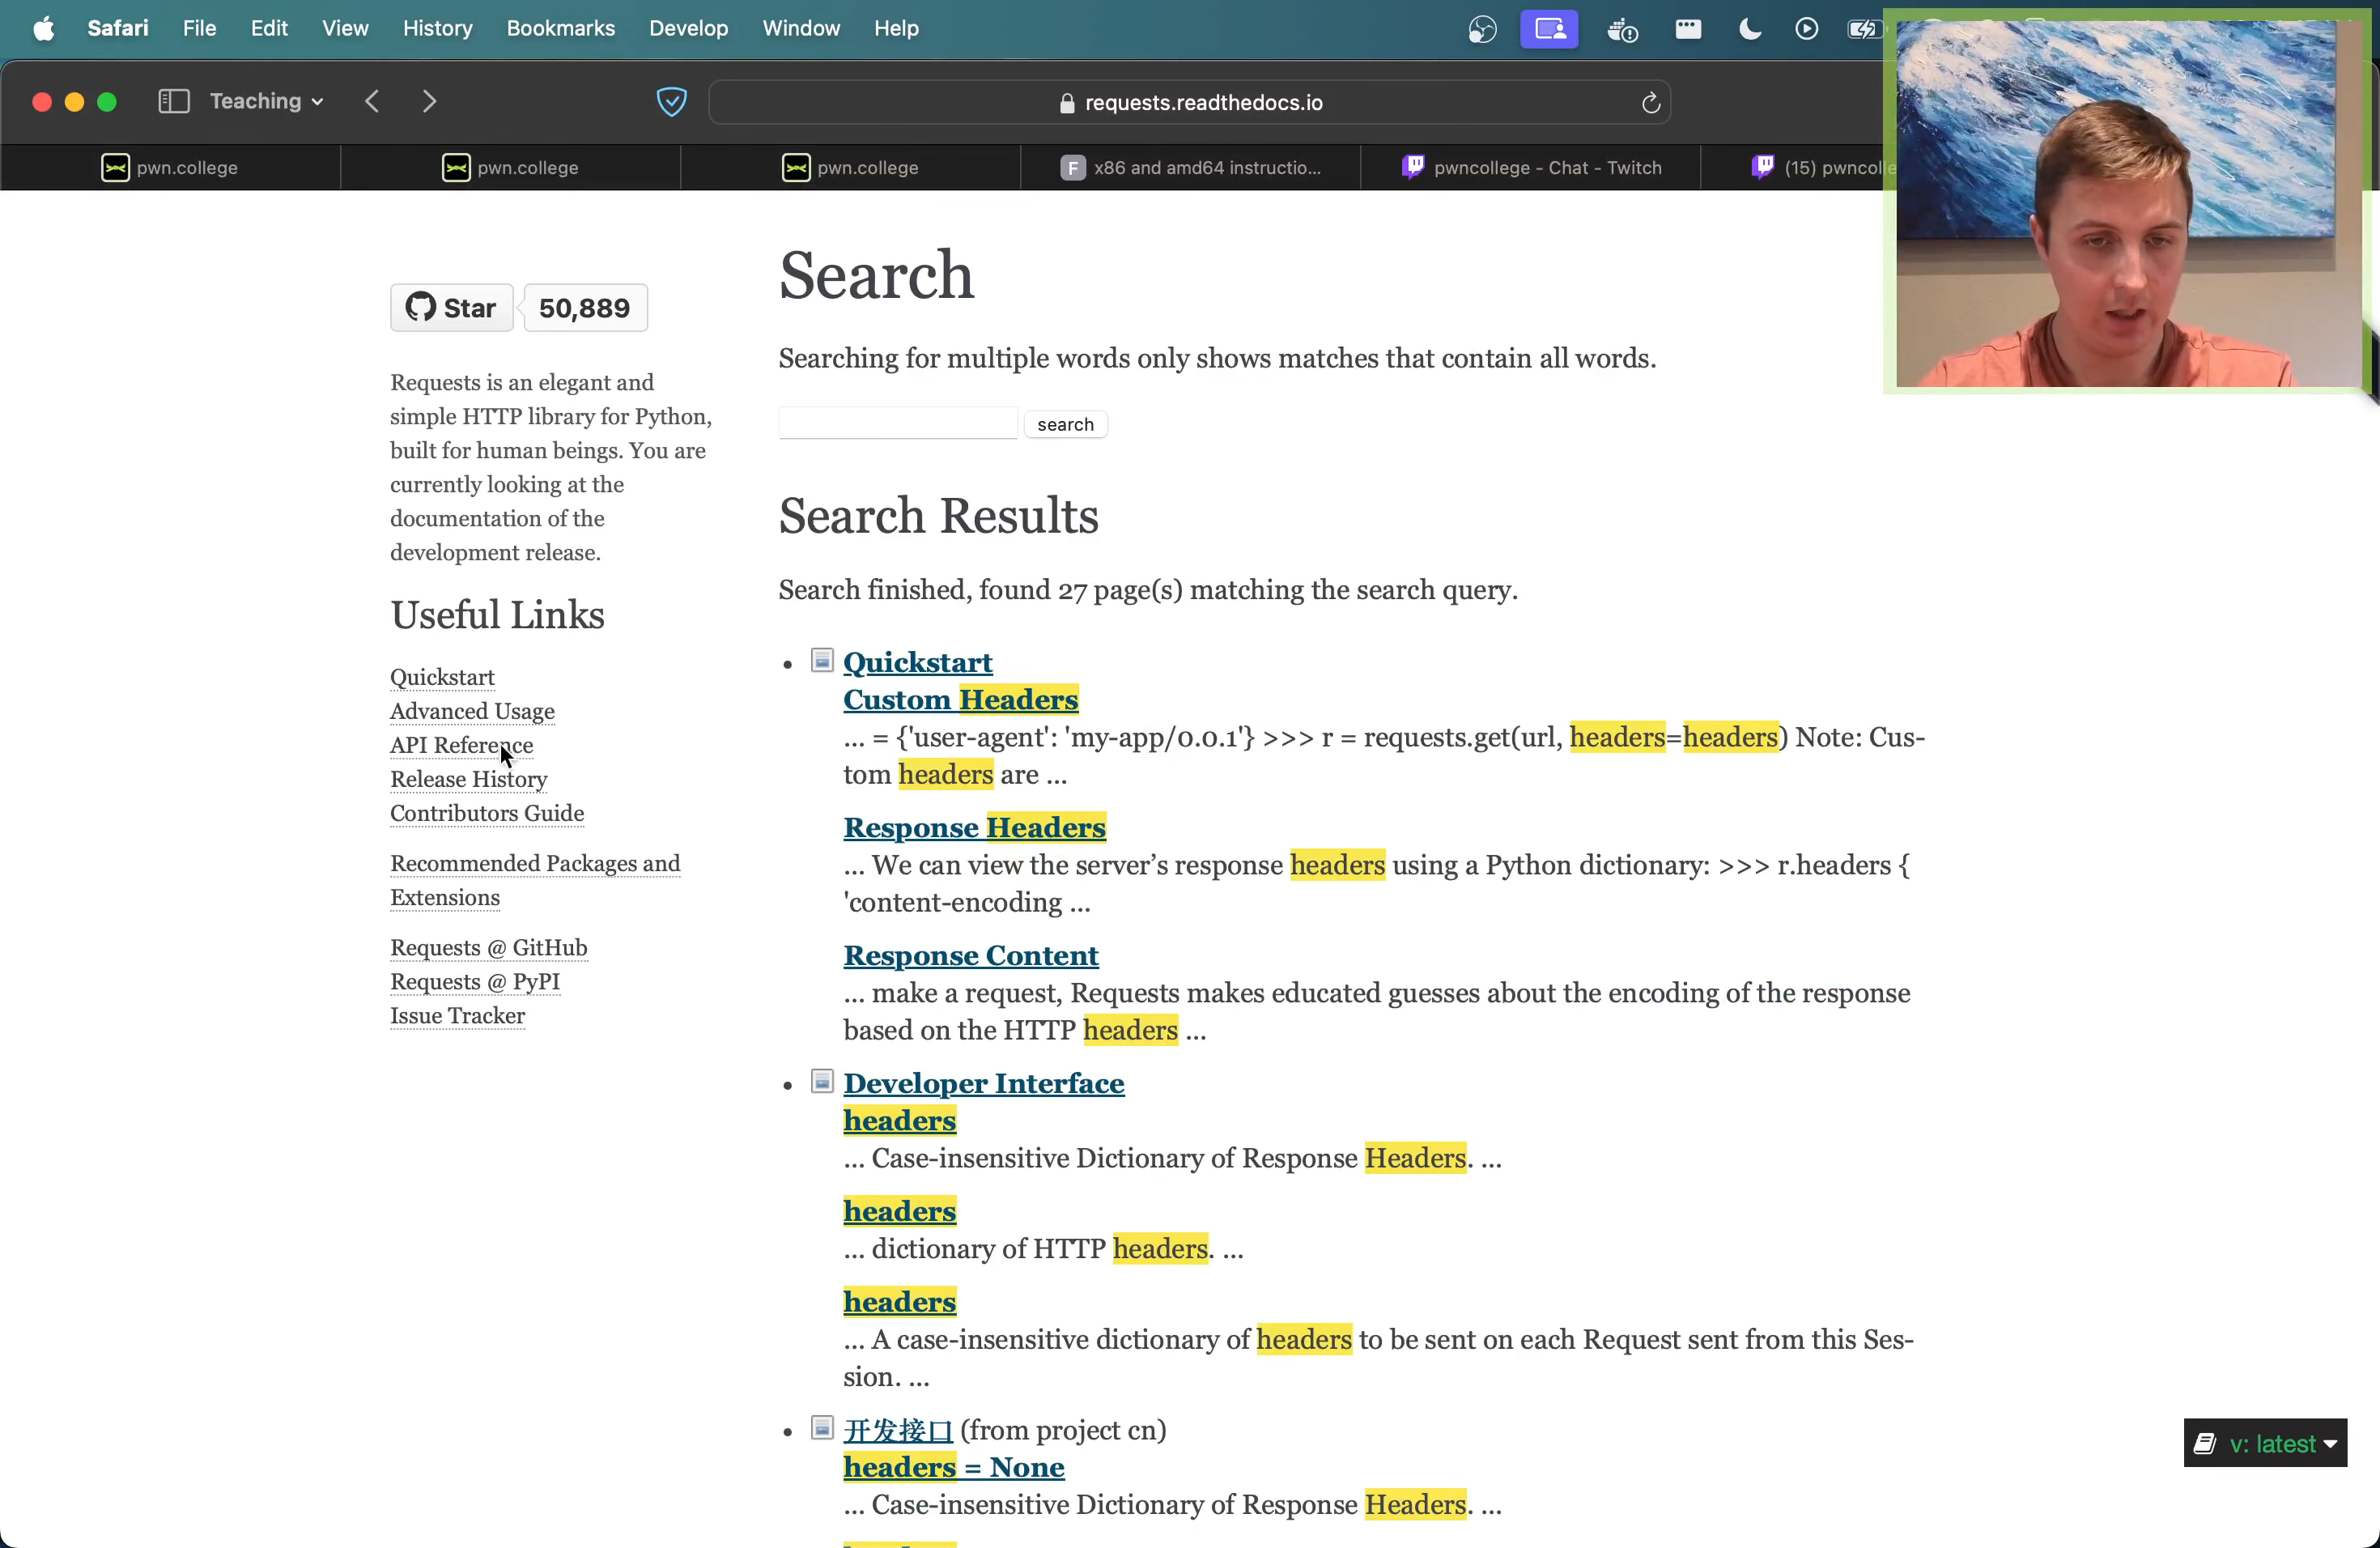 Safari File Edit View History Bookmarks Develop Window Help
Teaching
requests.readthedocs.io
pwn.college
pwn.college
pwn.college
F x86 and amd64 instructio...
pwncollege - Chat - Twitch
(15) pwncolle
Star 50,889
Requests is an elegant and
simple HTTP library for Python,
built for human beings. You are
currently looking at the
documentation of the
development release.
Useful Links
Quickstart
Advanced Usage
API Reference
Release History
Contributors Guide
Recommended Packages and
Extensions
Requests @ GitHub
Requests @ PyPI
Issue Tracker
Search
Searching for multiple words only shows matches that contain all words.
search
Search Results
Search finished, found 27 page(s) matching the search query.
Quickstart
Custom Headers
... = {'user-agent': 'my-app/0.0.1'} >>> r = requests.get(url, headers=headers) Note: Cus-
tom headers are ...
Response Headers
... We can view the server’s response headers using a Python dictionary: >>> r.headers {
'content-encoding ...
Response Content
... make a request, Requests makes educated guesses about the encoding of the response
based on the HTTP headers ...
Developer Interface
headers
... Case-insensitive Dictionary of Response Headers. ...
headers
... dictionary of HTTP headers. ...
headers
... A case-insensitive dictionary of headers to be sent on each Request sent from this Ses-
sion. ...
开发接口 (from project cn)
headers = None
... Case-insensitive Dictionary of Response Headers. ...
v: latest